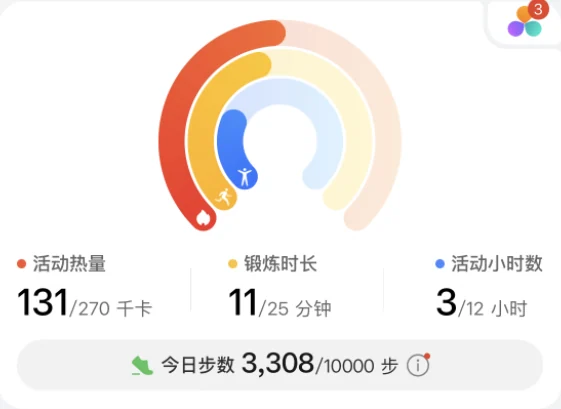 3
活动热量
锻炼时长
活动小时数
131/270 千卡
11/25 分钟
3/12 小时
今日步数 3,308/10000 步